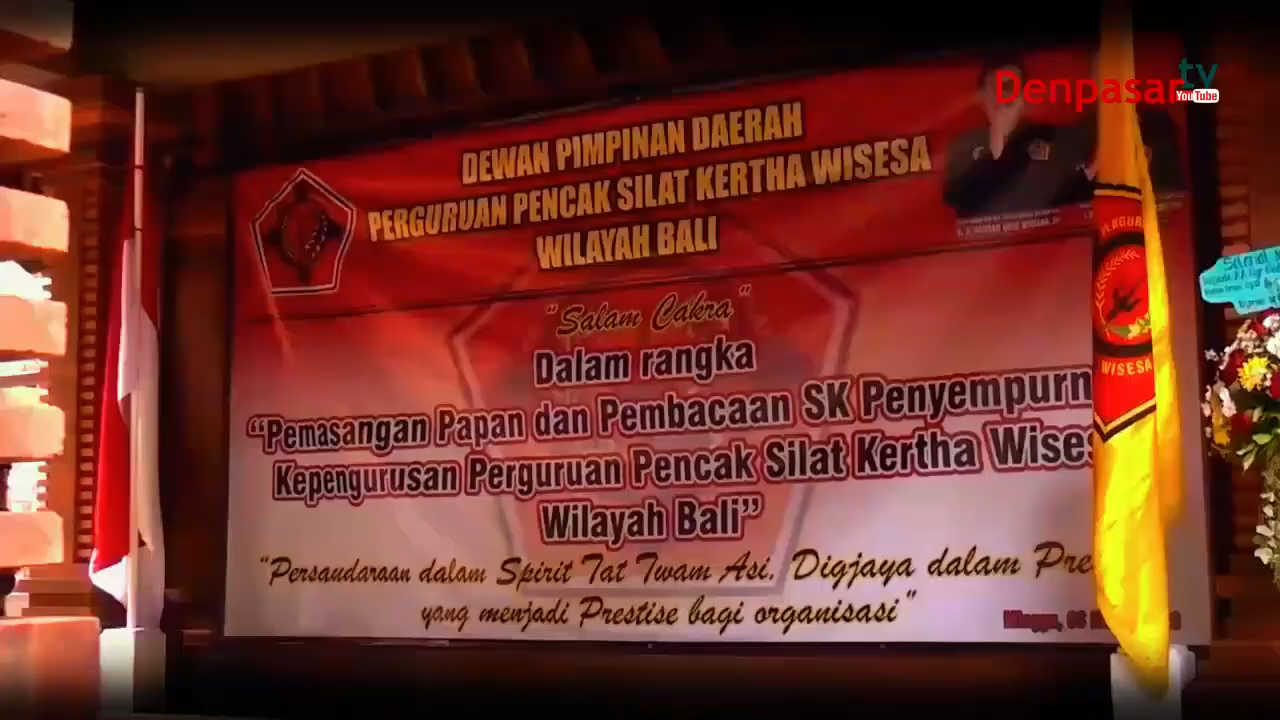 Denpasar tv
YouTube
DEWAN PIMPINAN DAERAH
PERGURUAN PENCAK SILAT KERTHA WISESA
WILAYAH BALI
"Salam Cakra"
Dalam rangka
"Pemasangan Papan dan Pembacaan SK Penyempurn
Kepengurusan Perguruan Pencak Silat Kertha Wises
Wilayah Bali"
"Persaudaraan dalam Spirit Tat Twam Asi, Digjaya dalam Pre
yang menjadi Prestise bagi organisasi"
WISESA